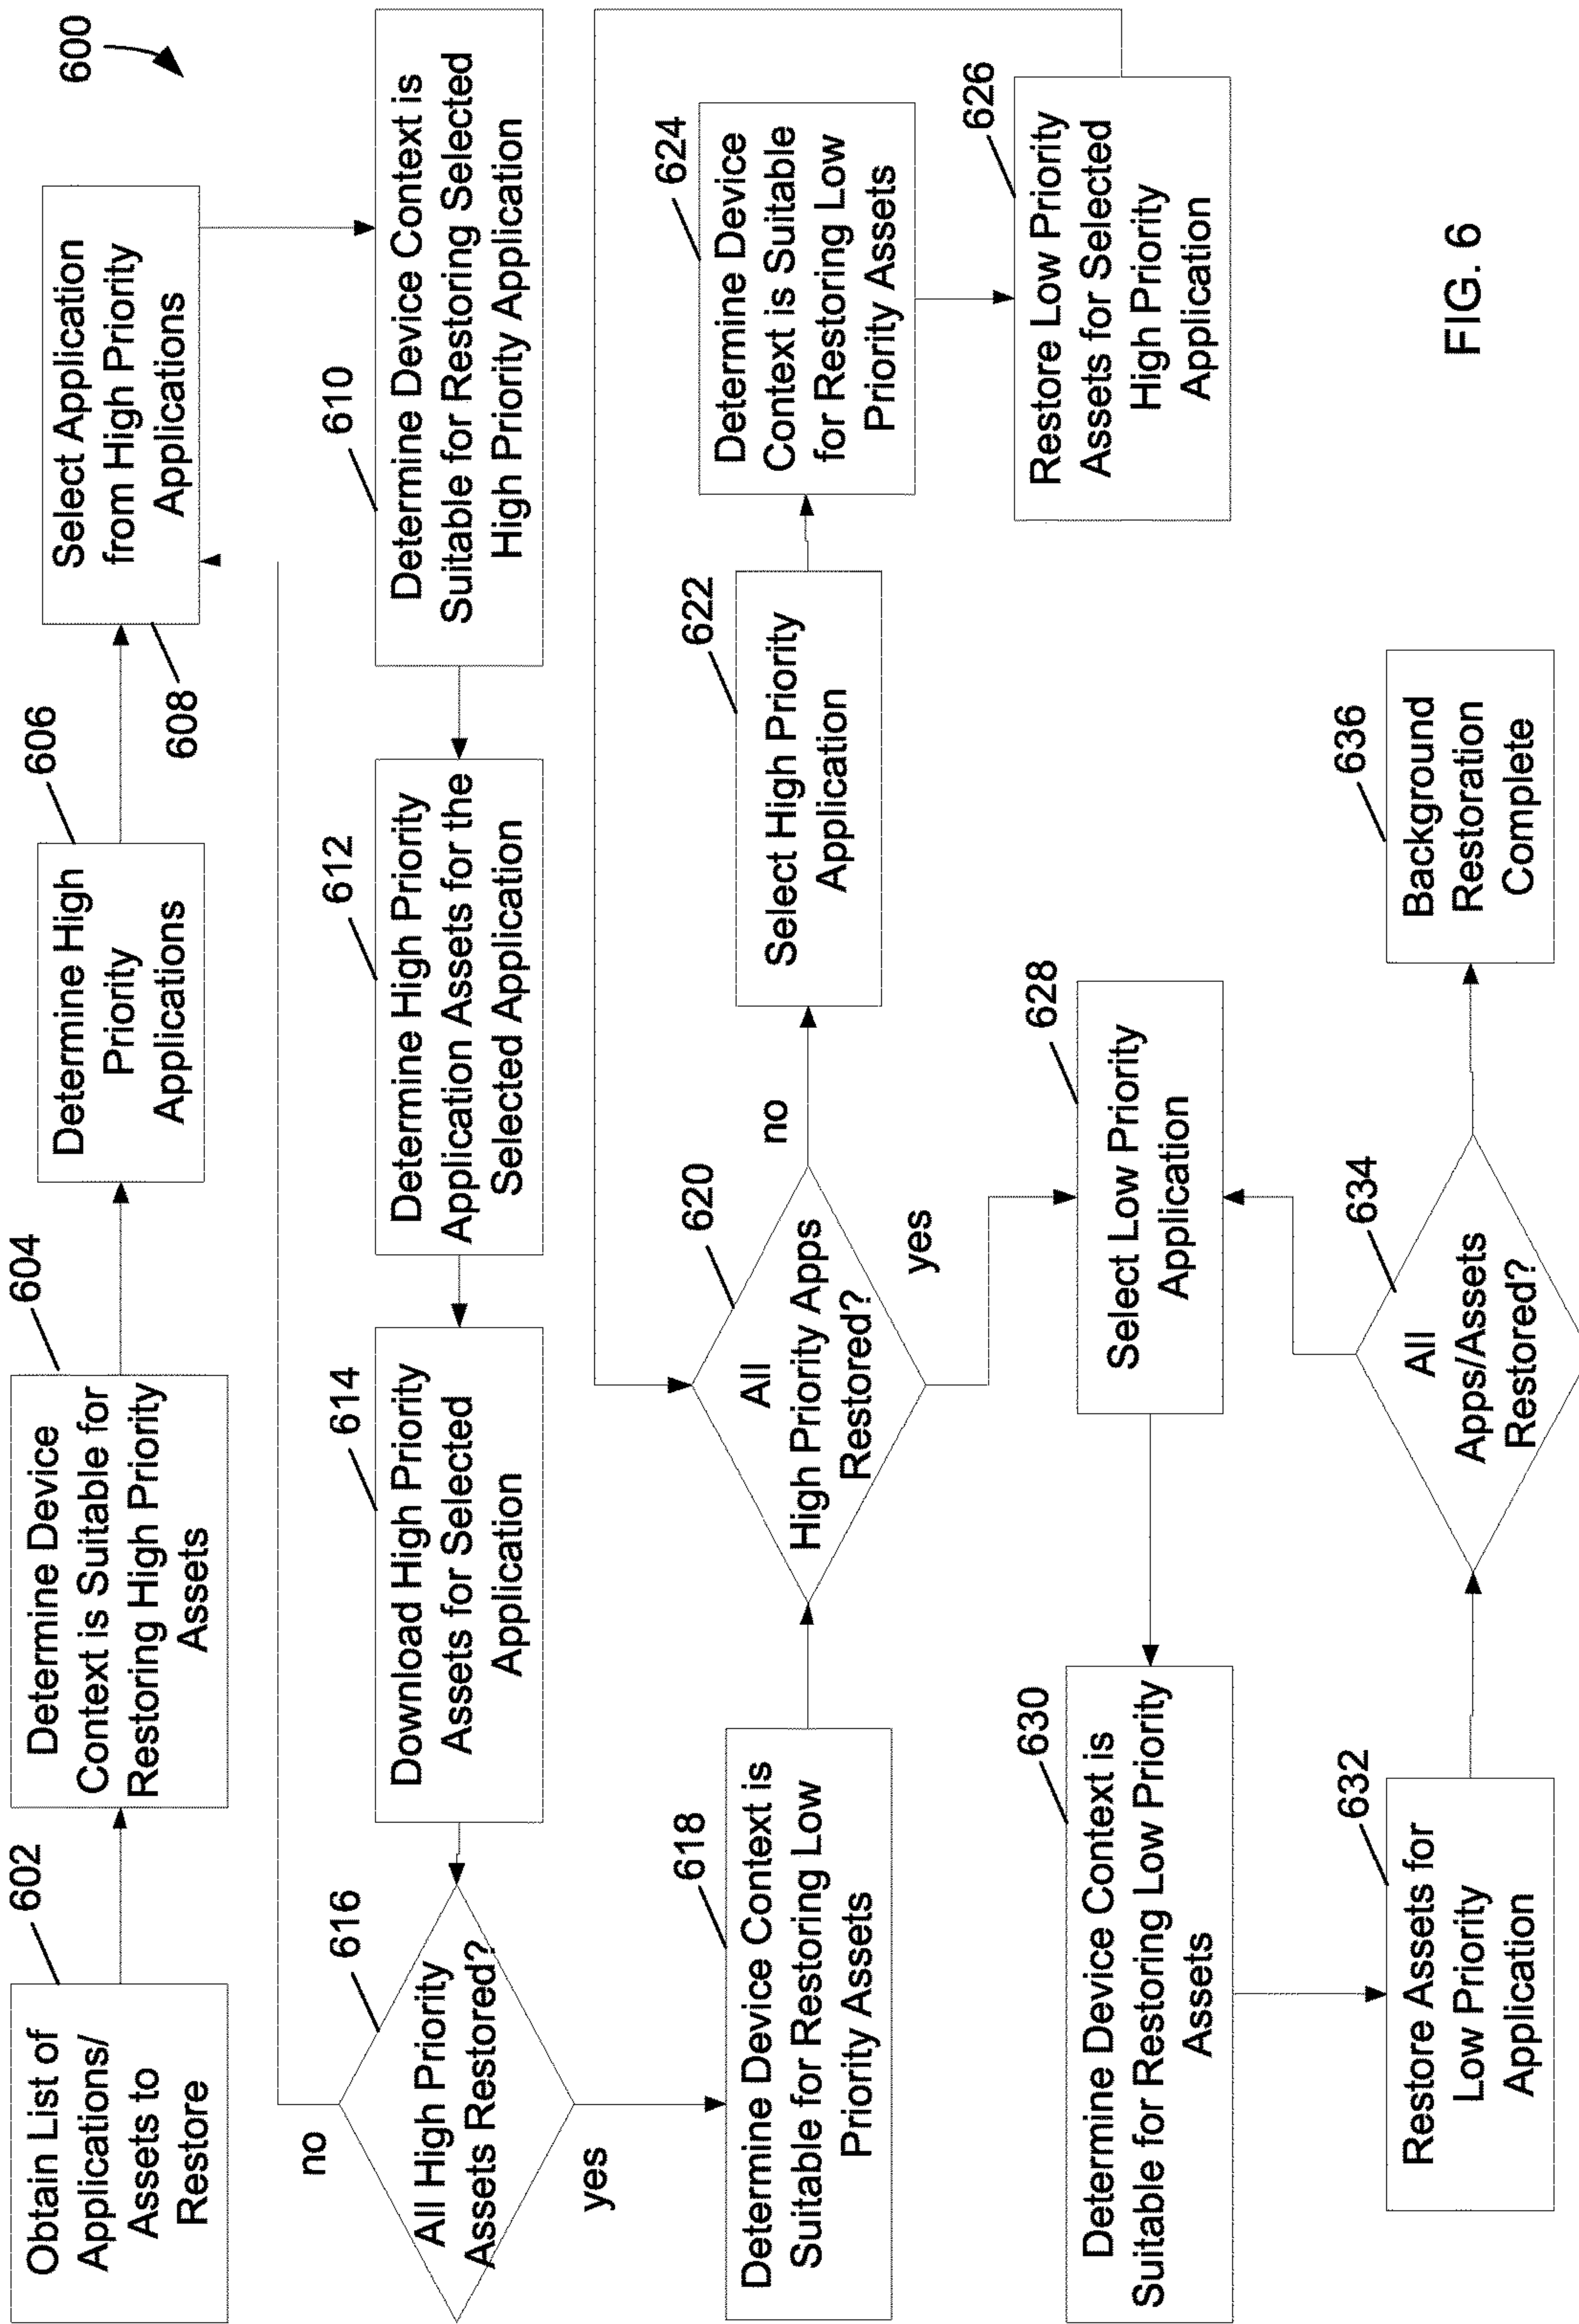 600
602
Obtain List of
Applications/
Assets to
Restore
604
Determine Device
Context is Suitable for
Restoring High Priority
Assets
606
Determine High
Priority
Applications
608
Select Application
from High Priority
Applications
610
Determine Device Context is
Suitable for Restoring Selected
High Priority Application
612
Determine High Priority
Application Assets for the
Selected Application
614
Download High Priority
Assets for Selected
Application
616
All High Priority
Assets Restored?
no
yes
618
Determine Device Context is
Suitable for Restoring Low
Priority Assets
620
All
High Priority Apps
Restored?
no
yes
622
Select High Priority
Application
624
Determine Device
Context is Suitable
for Restoring Low
Priority Assets
626
Restore Low Priority
Assets for Selected
High Priority
Application
628
Select Low Priority
Application
630
Determine Device Context is
Suitable for Restoring Low Priority
Assets
632
Restore Assets for
Low Priority
Application
634
All
Apps/Assets
Restored?
636
Background
Restoration
Complete
FIG. 6